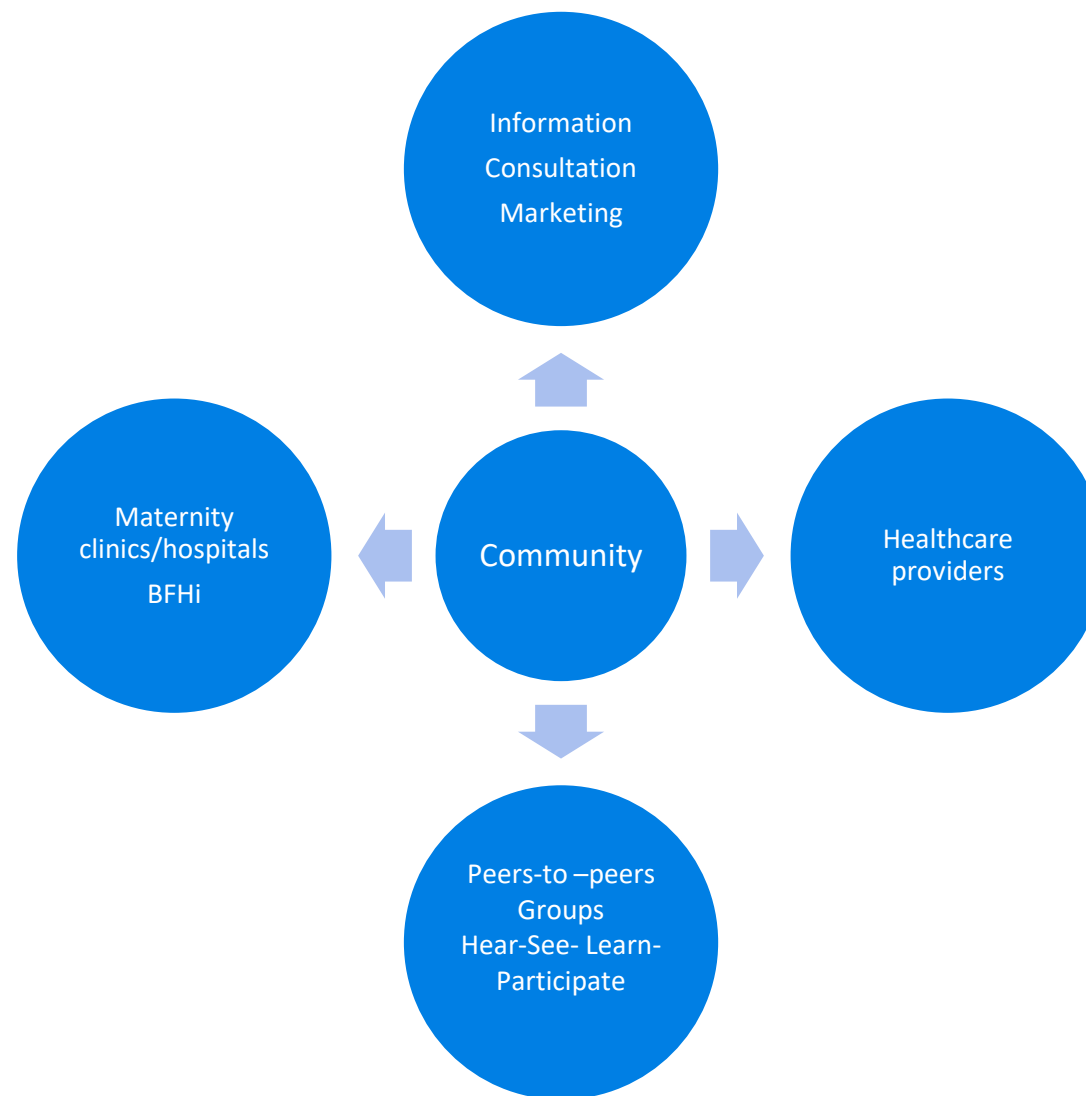 Information
Consultation
Marketing
Maternity
clinics/hospitals
BFHi
Community
Healthcare
providers
Peers-to –peers
Groups
Hear-See- Learn-
Participate